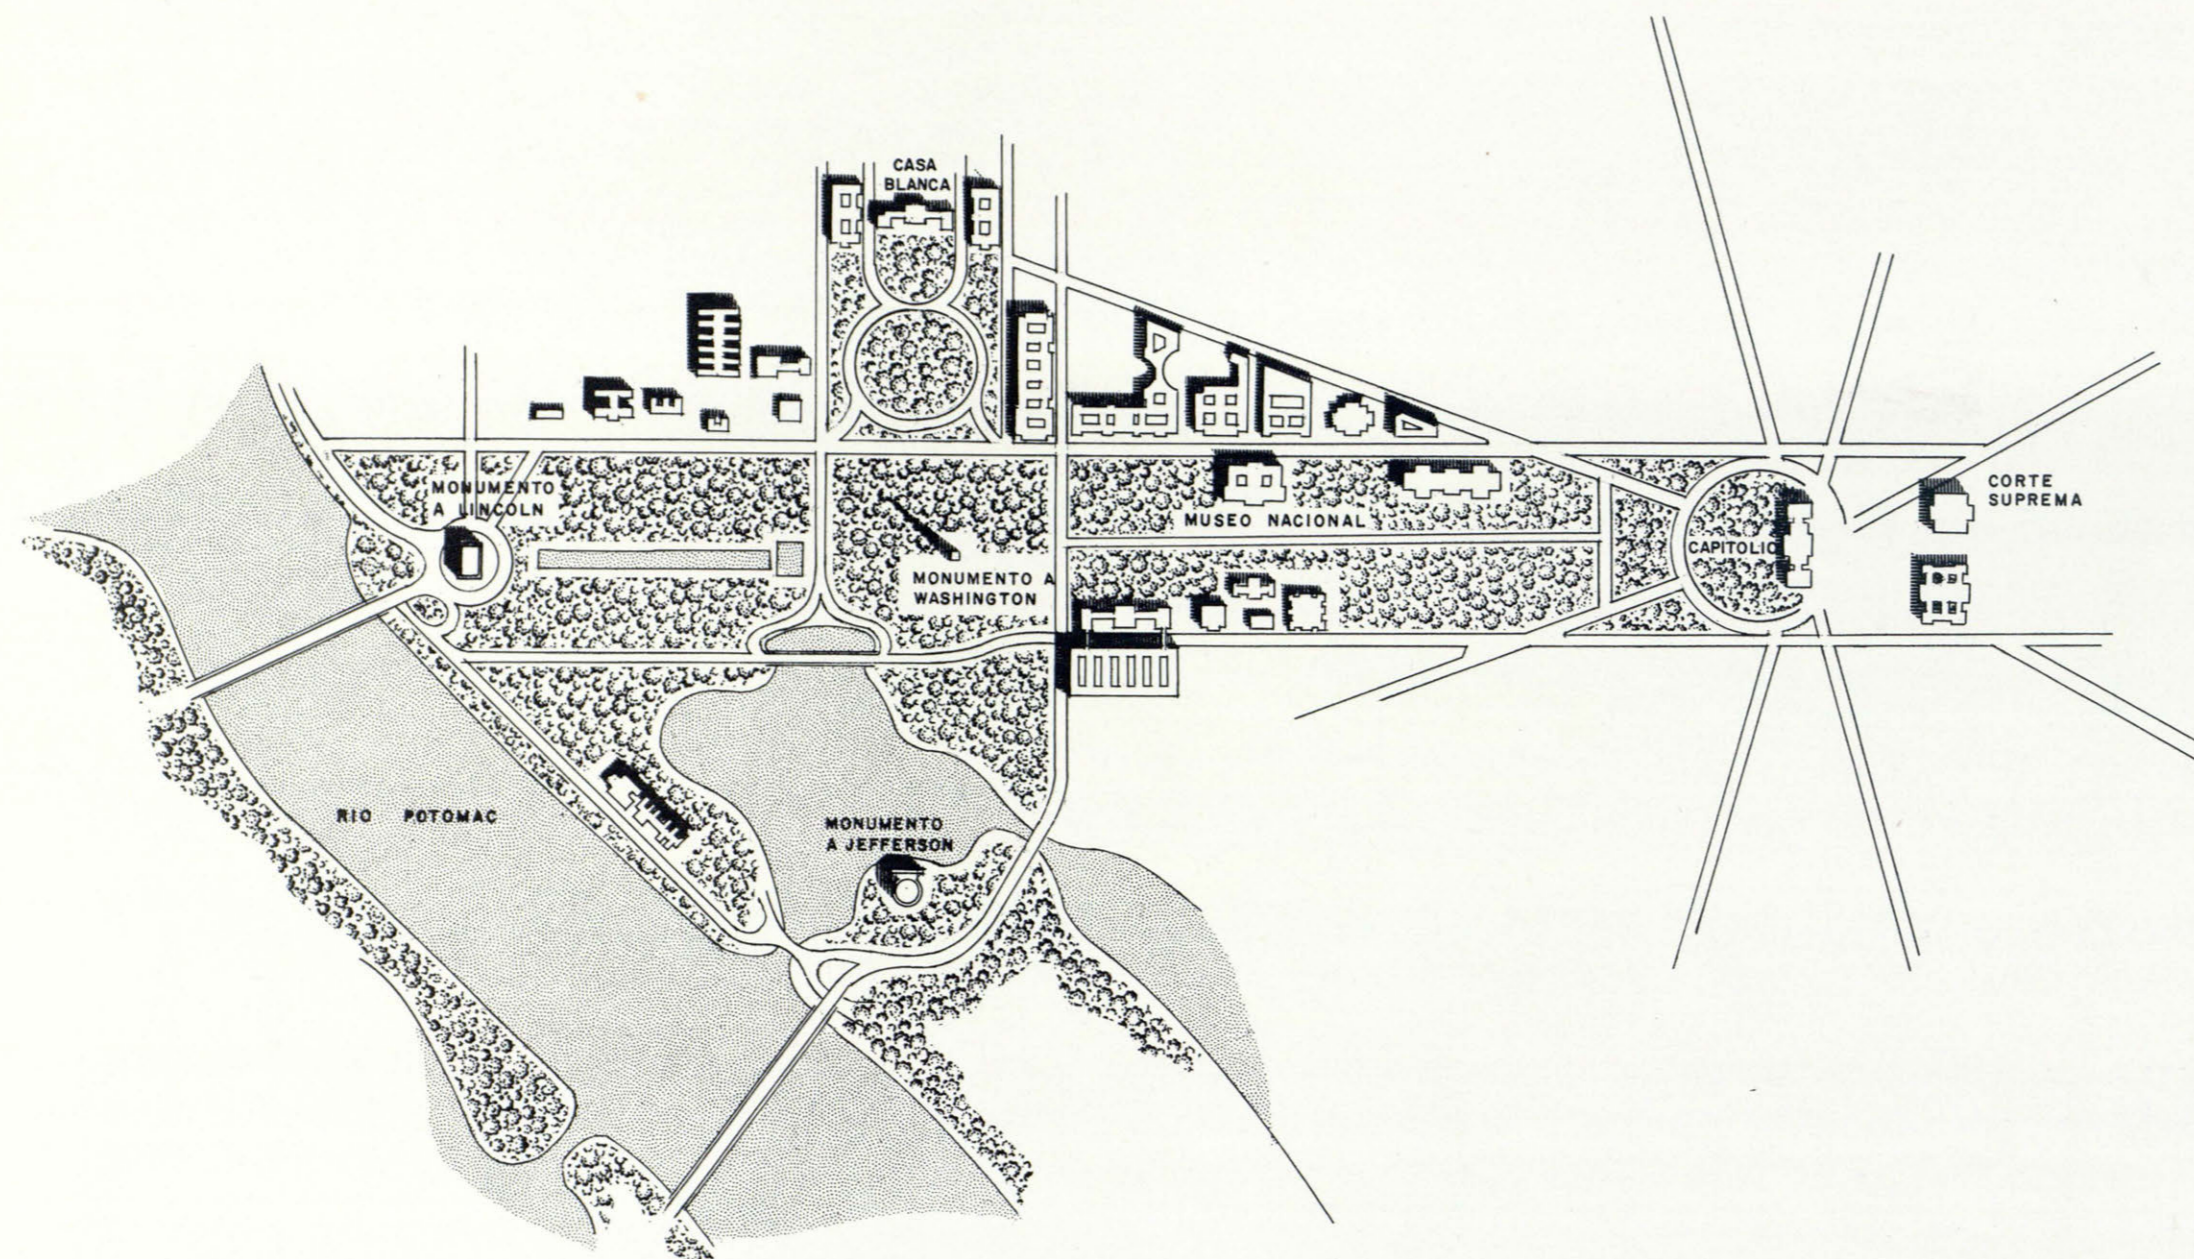 CASA
BLANCA
MONUMENTO
A LINCOLN
CORTE
SUPREMA
MUSEO NACIONAL
CAPITOLIO
MONUMENTO A
WASHINGTON
RIO POTOMAC
MONUMENTO
A JEFFERSON